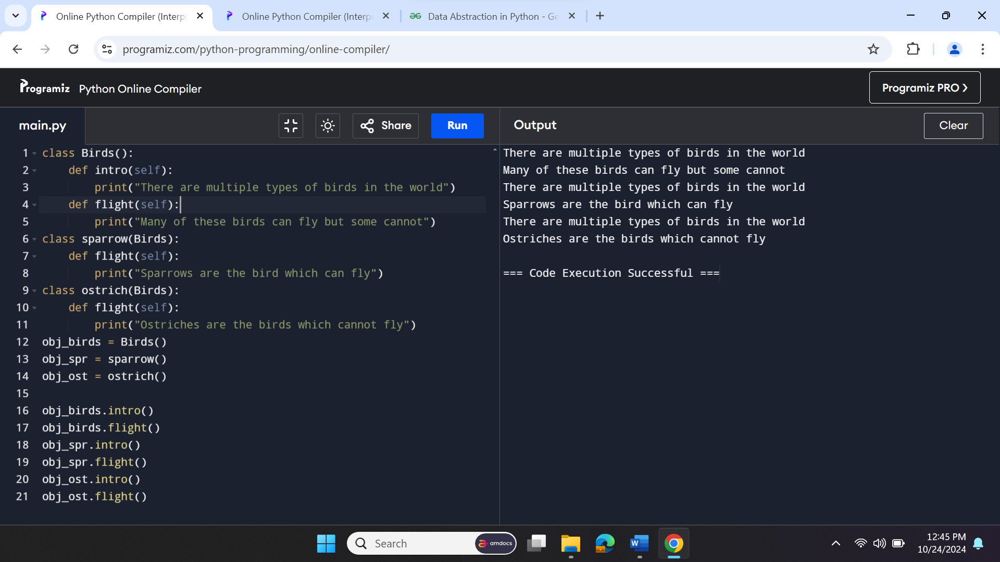 Online Python Compiler (Interp
Online Python Compiler (Interp
Data Abstraction in Python - Ge
programiz.com/python-programming/online-compiler/
Programiz Python Online Compiler
Programiz PRO ❯
main.py
Share
Run
Output
Clear
1 class Birds():
2     def intro(self):
3         print("There are multiple types of birds in the world")
4     def flight(self):
5         print("Many of these birds can fly but some cannot")
6 class sparrow(Birds):
7     def flight(self):
8         print("Sparrows are the bird which can fly")
9 class ostrich(Birds):
10     def flight(self):
11         print("Ostriches are the birds which cannot fly")
12 obj_birds = Birds()
13 obj_spr = sparrow()
14 obj_ost = ostrich()
15
16 obj_birds.intro()
17 obj_birds.flight()
18 obj_spr.intro()
19 obj_spr.flight()
20 obj_ost.intro()
21 obj_ost.flight()
There are multiple types of birds in the world
Many of these birds can fly but some cannot
There are multiple types of birds in the world
Sparrows are the bird which can fly
There are multiple types of birds in the world
Ostriches are the birds which cannot fly
=== Code Execution Successful ===
Search
amdocs
W
12:45 PM
10/24/2024